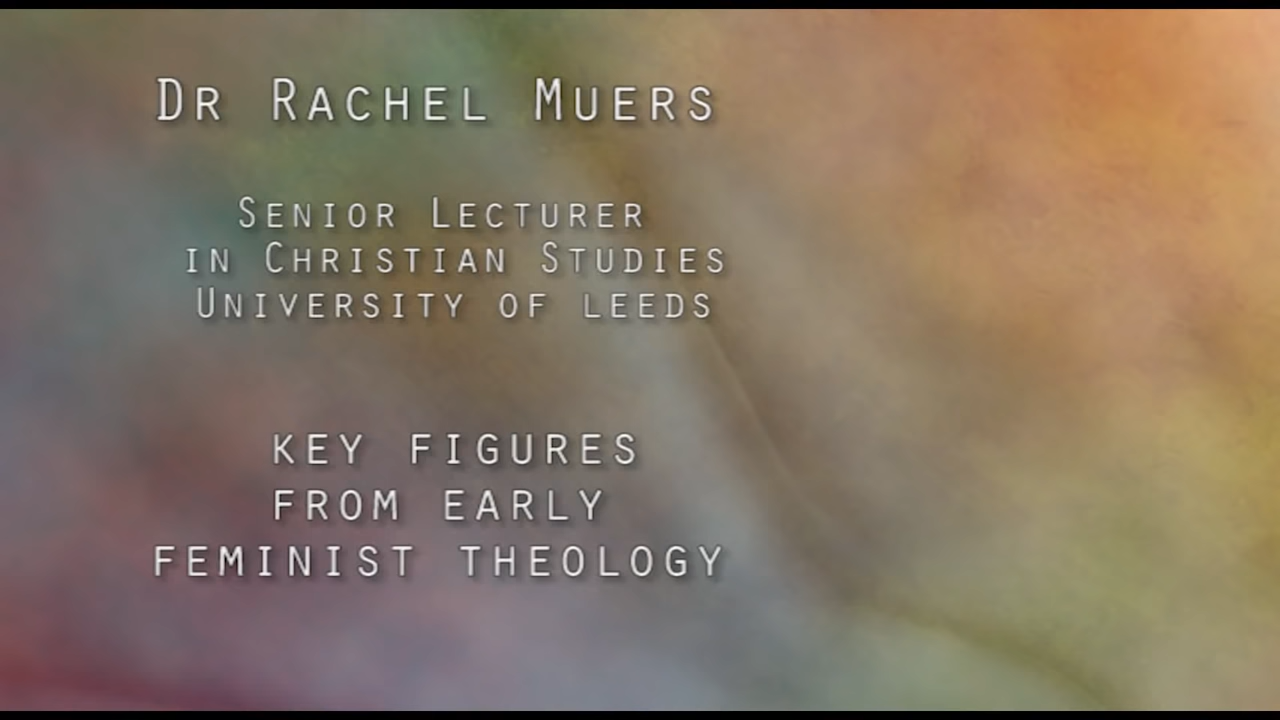 Dr Rachel Muers
Senior Lecturer
in Christian Studies
University of leeds
key figures
from early
feminist theology